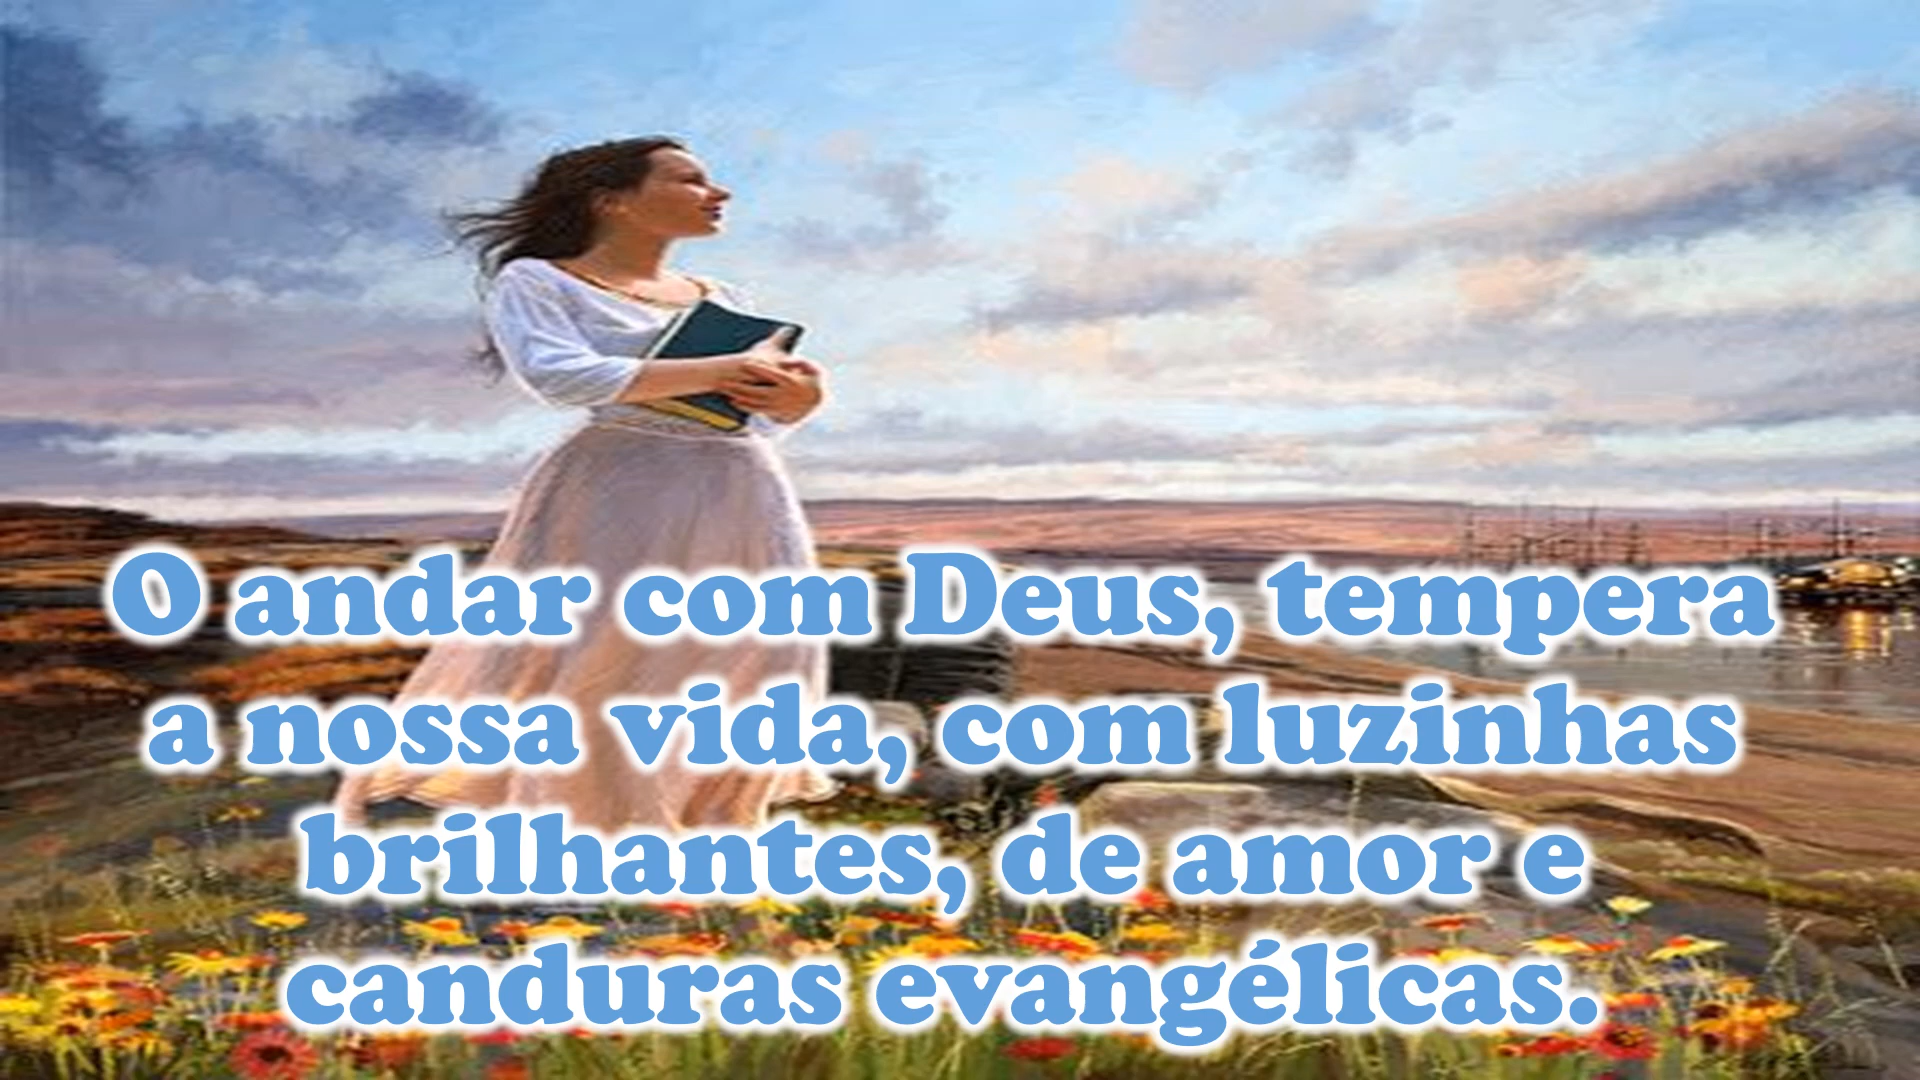 O andar com Deus, tempera
a nossa vida, com luzinhas
brilhantes, de amor e
canduras evangélicas.